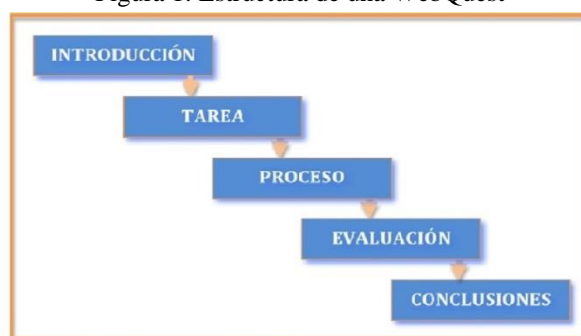 Figura 1. Estructura de una WebQuest
INTRODUCCIÓN
TAREA
PROCESO
EVALUACIÓN
CONCLUSIONES